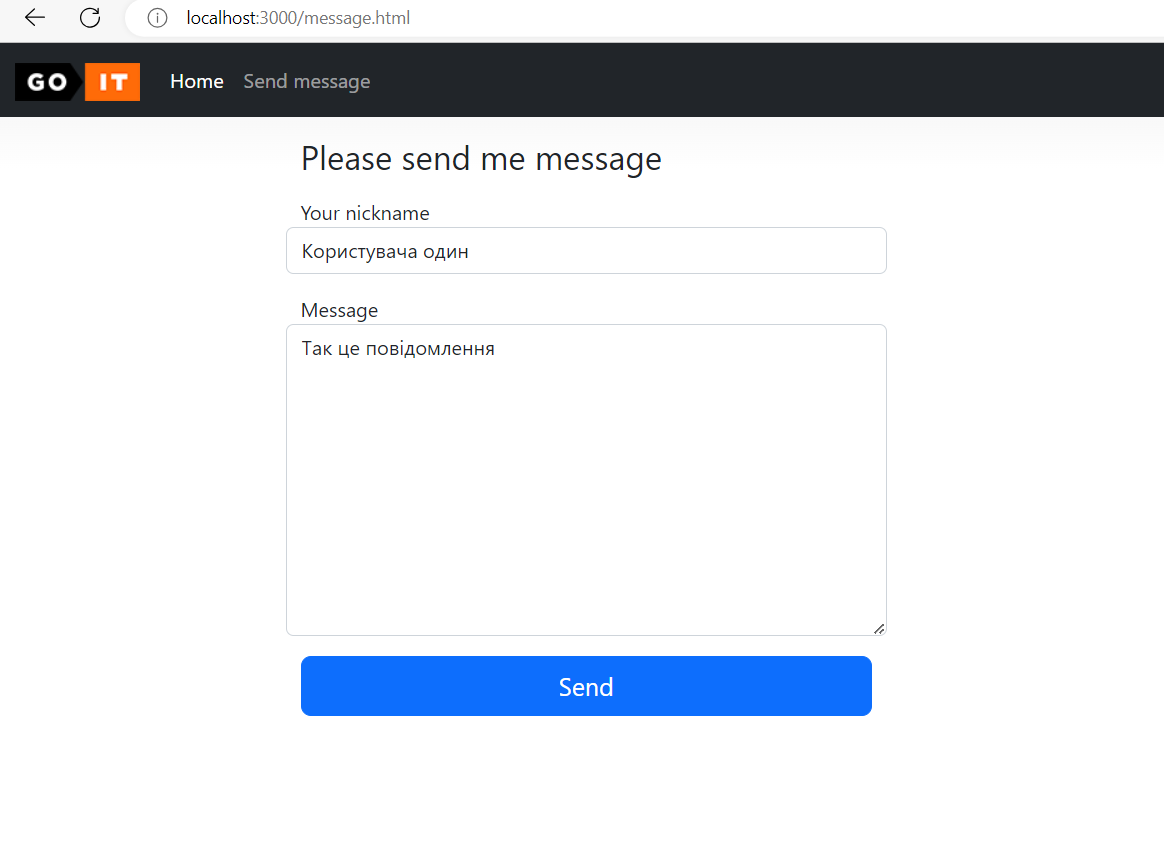 localhost:3000/message.html
GO IT Home Send message
Please send me message
Your nickname
Користувача один
Message
Так це повідомлення
Send